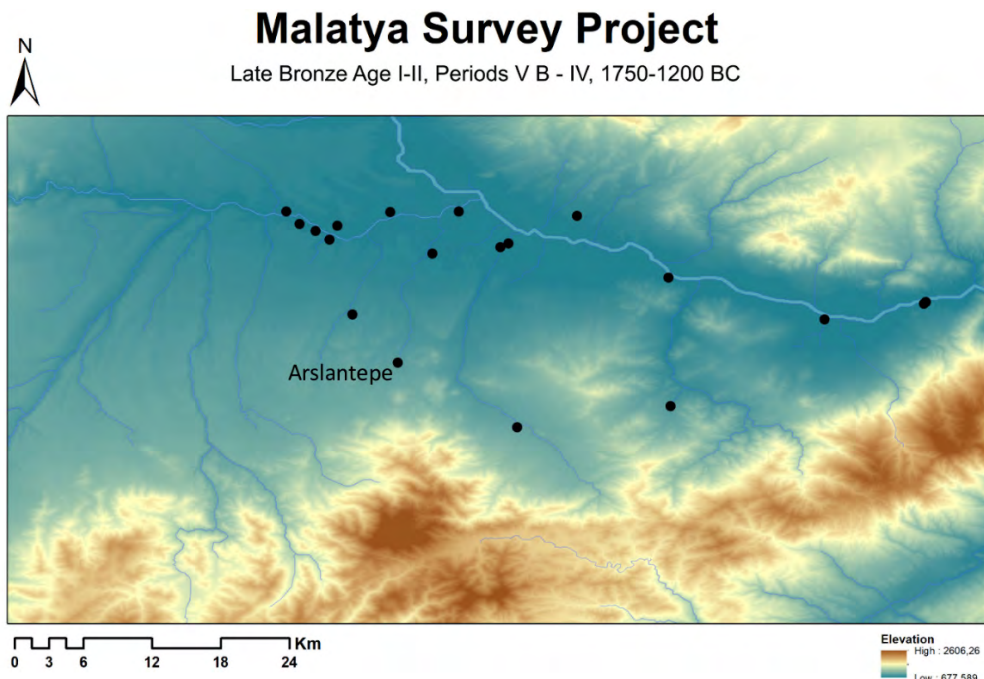 Malatya Survey Project
Late Bronze Age I-II, Periods V B - IV, 1750-1200 BC
N
Arslantepe
Km
0 3 6 12 18 24
Elevation
High : 2606,26
Low : 677,589